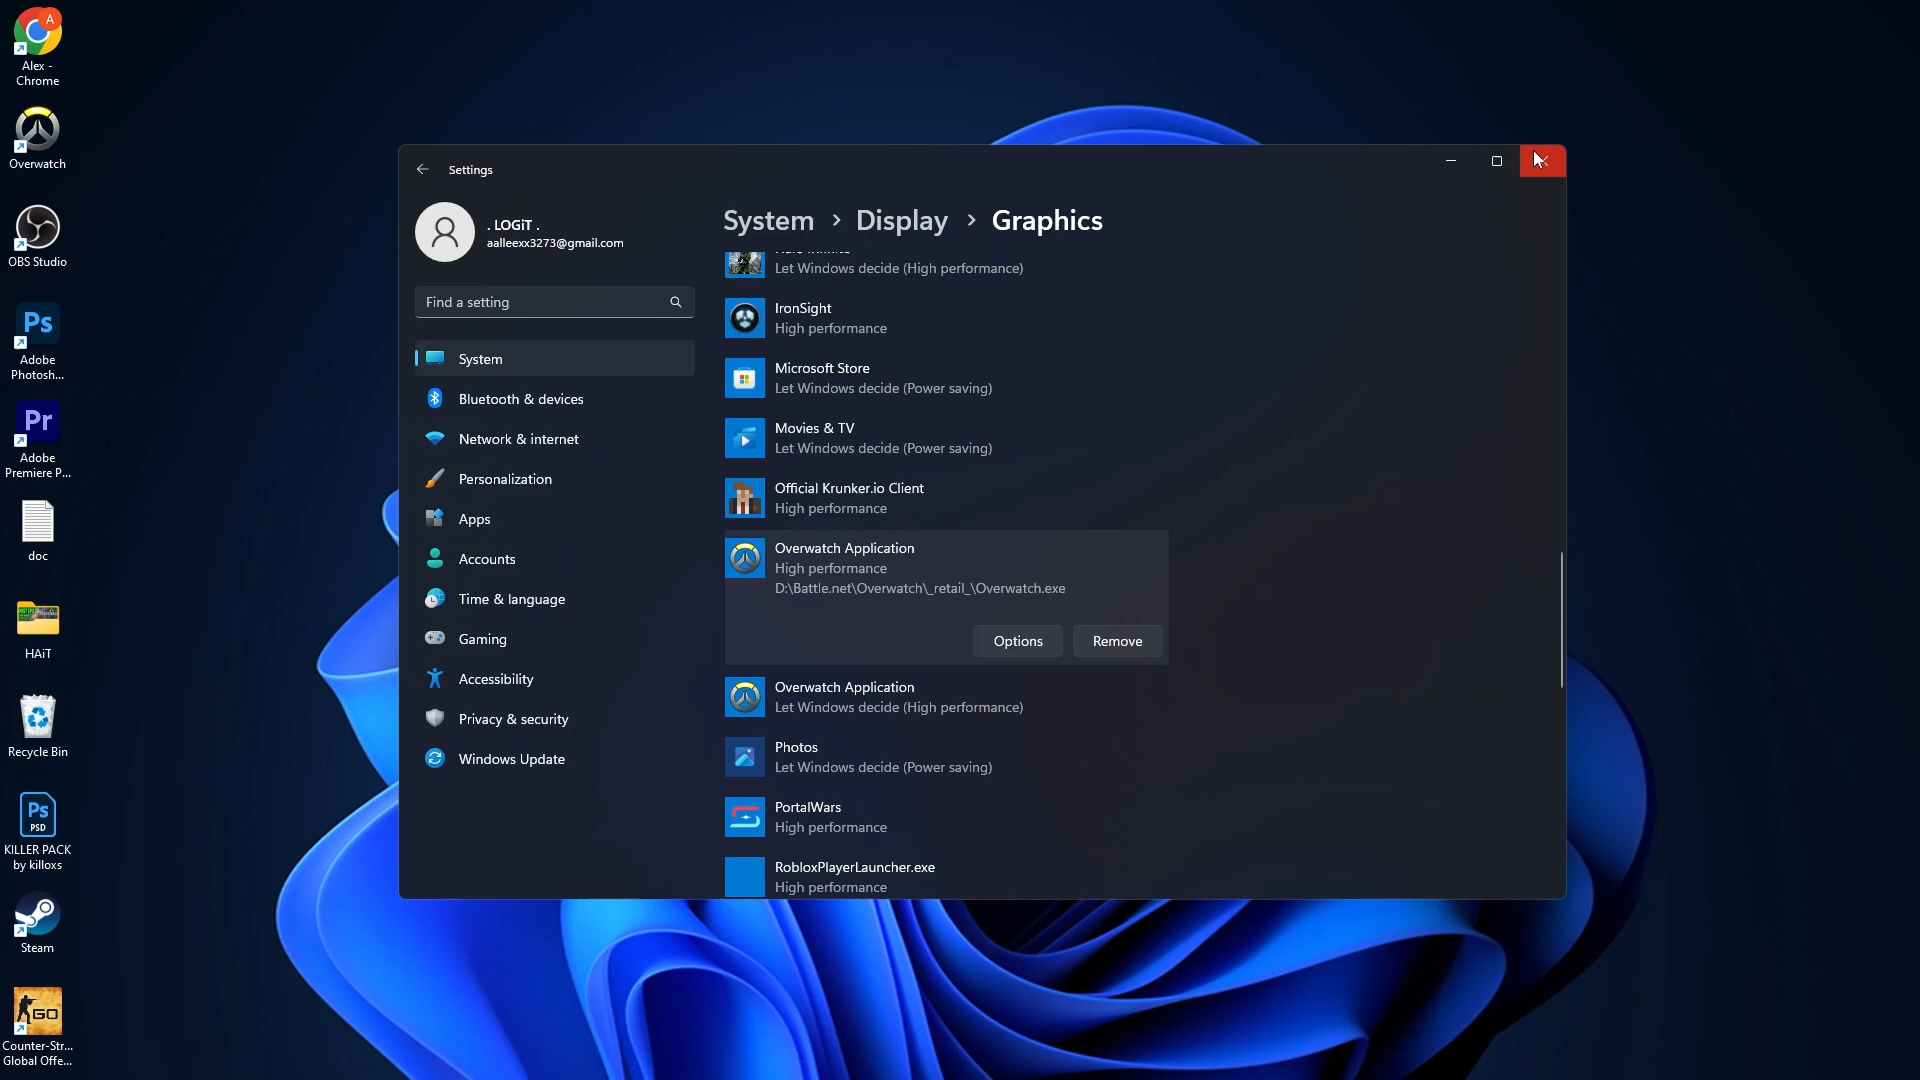 Alex -
Chrome
Overwatch
OBS Studio
Ps
Adobe
Photosh...
Pr
Adobe
Premiere P...
doc
HAiT
Recycle Bin
Ps
PSD
KILLER PACK
by killoxs
Steam
GO
Counter-Str...
Global Offe...
Settings
. LOGiT .
aalleexx3273@gmail.com
Find a setting
System
Bluetooth & devices
Network & internet
Personalization
Apps
Accounts
Time & language
Gaming
Accessibility
Privacy & security
Windows Update
System > Display > Graphics
Let Windows decide (High performance)
IronSight
High performance
Microsoft Store
Let Windows decide (Power saving)
Movies & TV
Let Windows decide (Power saving)
Official Krunker.io Client
High performance
Overwatch Application
High performance
D:\Battle.net\Overwatch\_retail_\Overwatch.exe
Options
Remove
Overwatch Application
Let Windows decide (High performance)
Photos
Let Windows decide (Power saving)
PortalWars
High performance
RobloxPlayerLauncher.exe
High performance